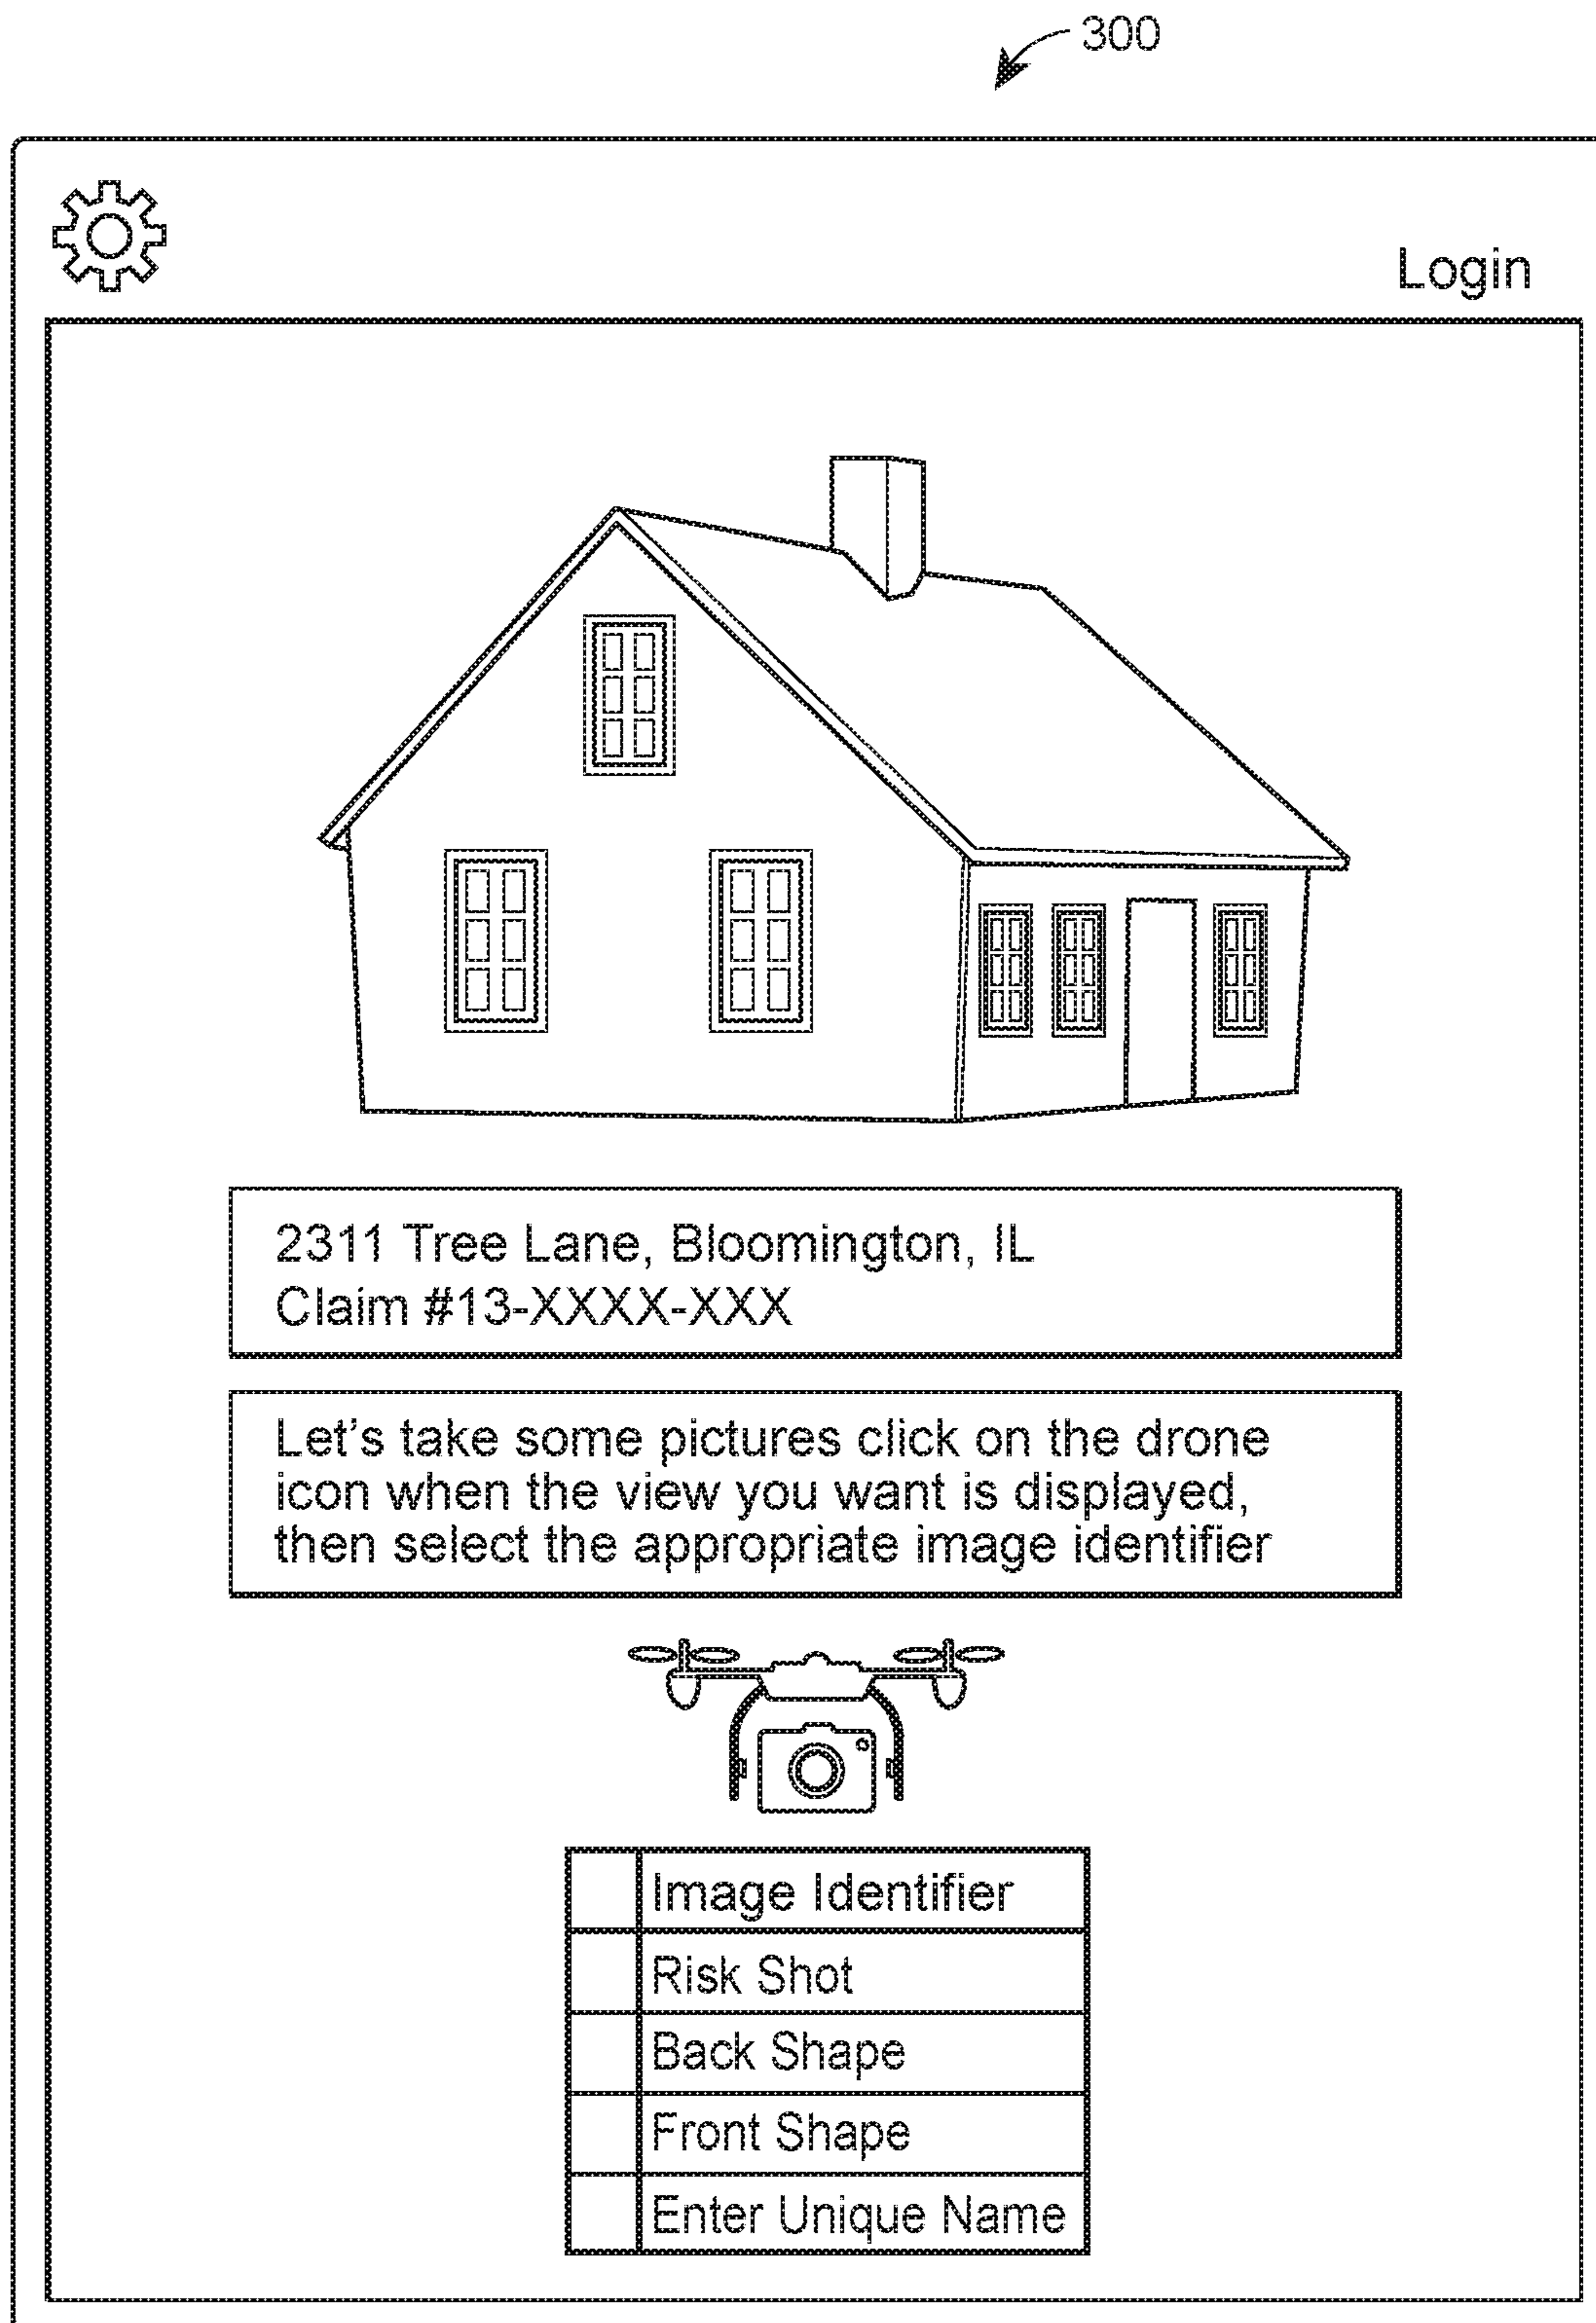 300
Login
2311 Tree Lane, Bloomington, IL
Claim #13-XXXX-XXX
Let's take some pictures click on the drone
icon when the view you want is displayed,
then select the appropriate image identifier
Image Identifier
Risk Shot
Back Shape
Front Shape
Enter Unique Name